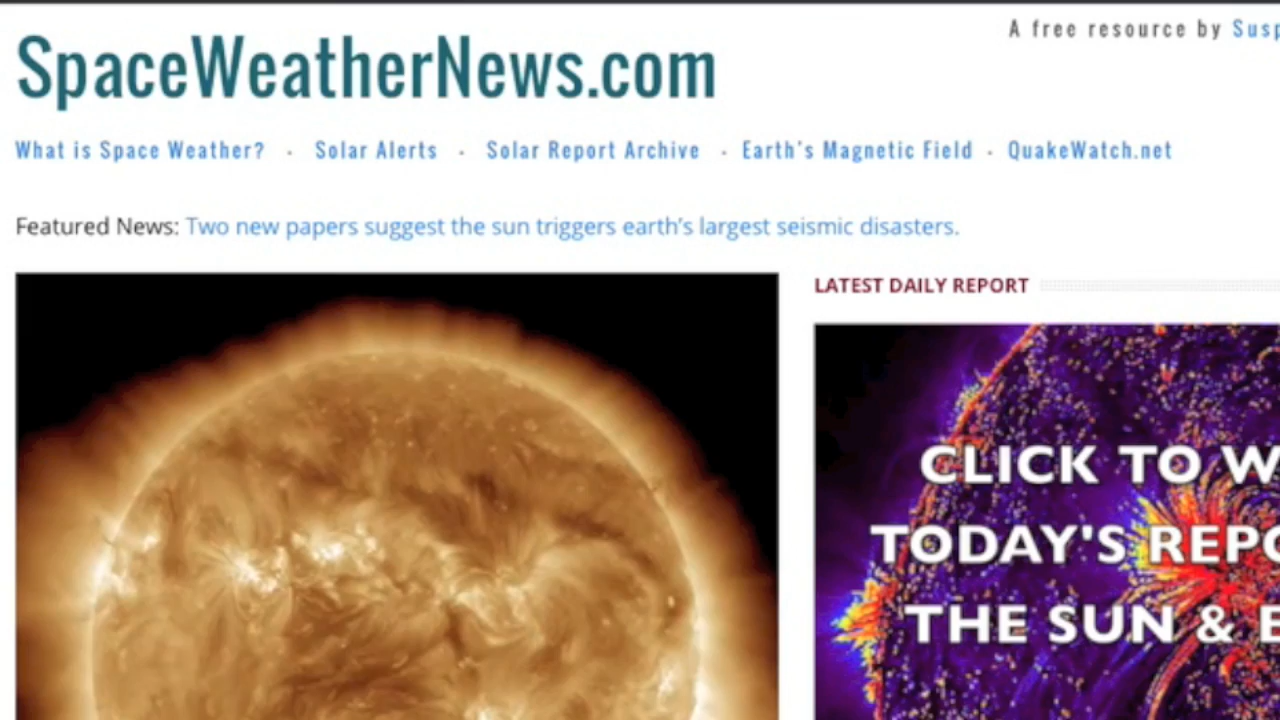 A free resource by
SpaceWeatherNews.com
What is Space Weather? - Solar Alerts - Solar Report Archive - Earth's Magnetic Field - QuakeWatch.net
Featured News: Two new papers suggest the sun triggers earth’s largest seismic disasters.
LATEST DAILY REPORT
CLICK TO
TODAY'S
THE SUN &